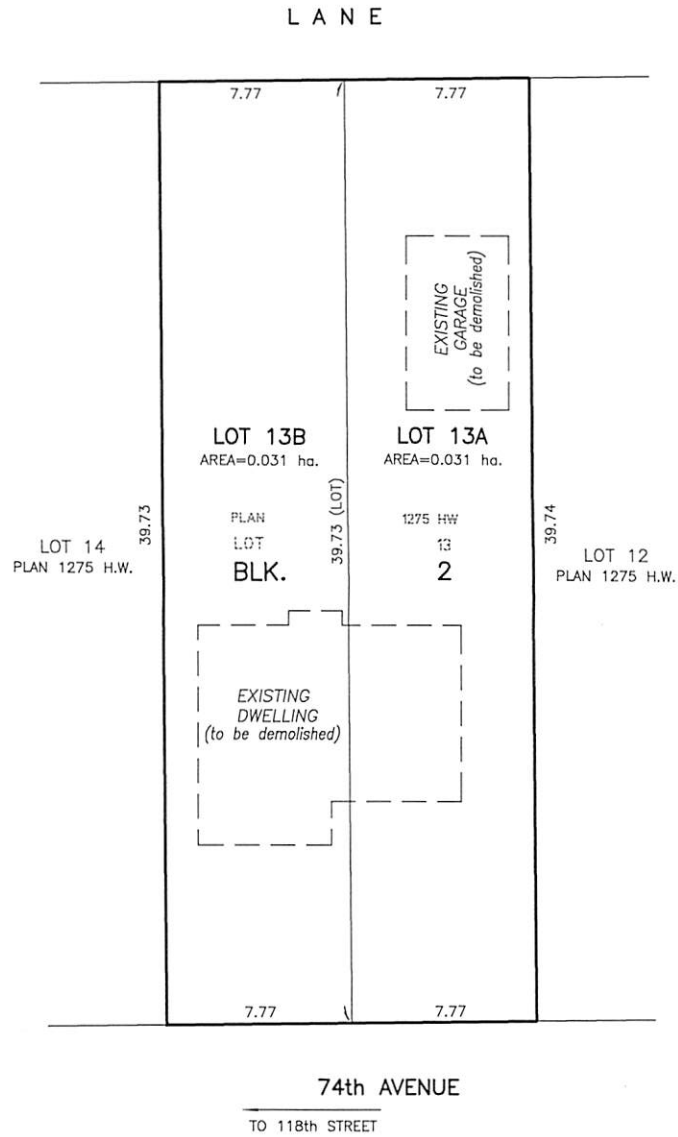 LANE
7.77
7.77
EXISTING
GARAGE
(to be demolished)
LOT 13B
AREA=0.031 ha.
LOT 13A
AREA=0.031 ha.
39.73
39.73 (LOT)
39.74
PLAN
1275 HW
LOT
13
BLK.
2
LOT 14
PLAN 1275 H.W.
LOT 12
PLAN 1275 H.W.
EXISTING
DWELLING
(to be demolished)
7.77
7.77
74th AVENUE
TO 118th STREET